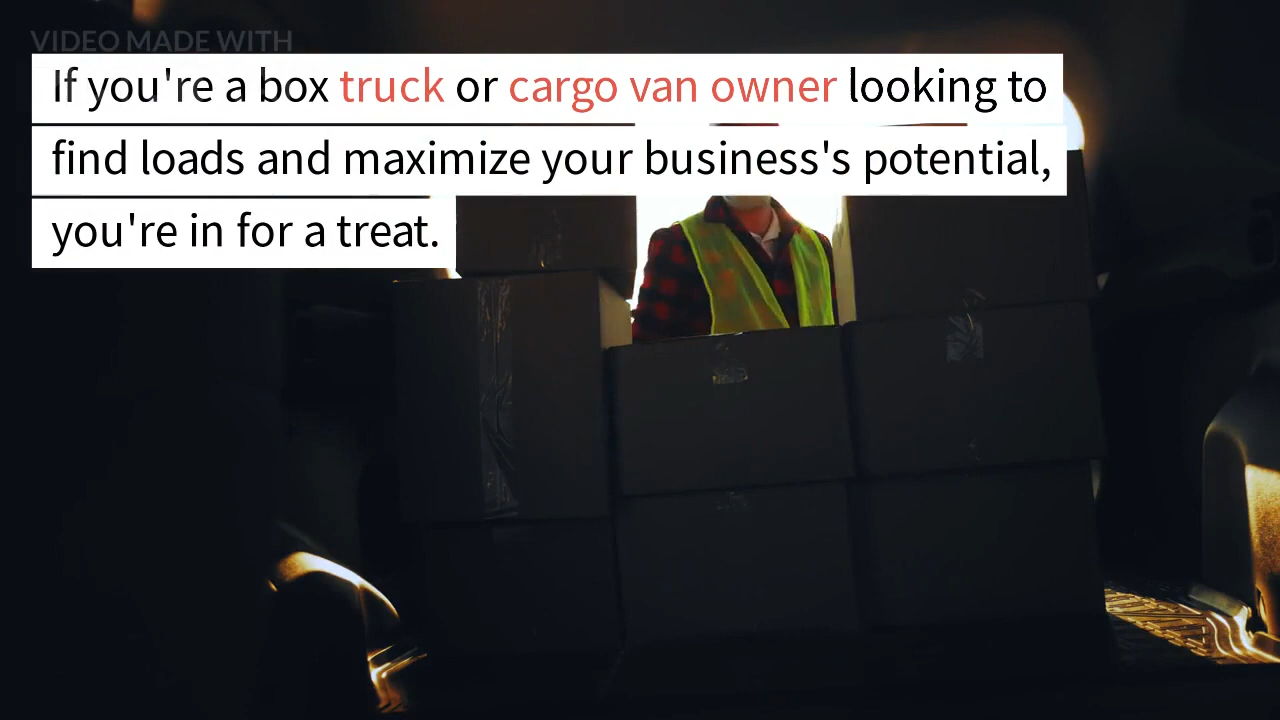 VIDEO MADE WITH
If you're a box truck or cargo van owner looking to
find loads and maximize your business's potential,
you're in for a treat.